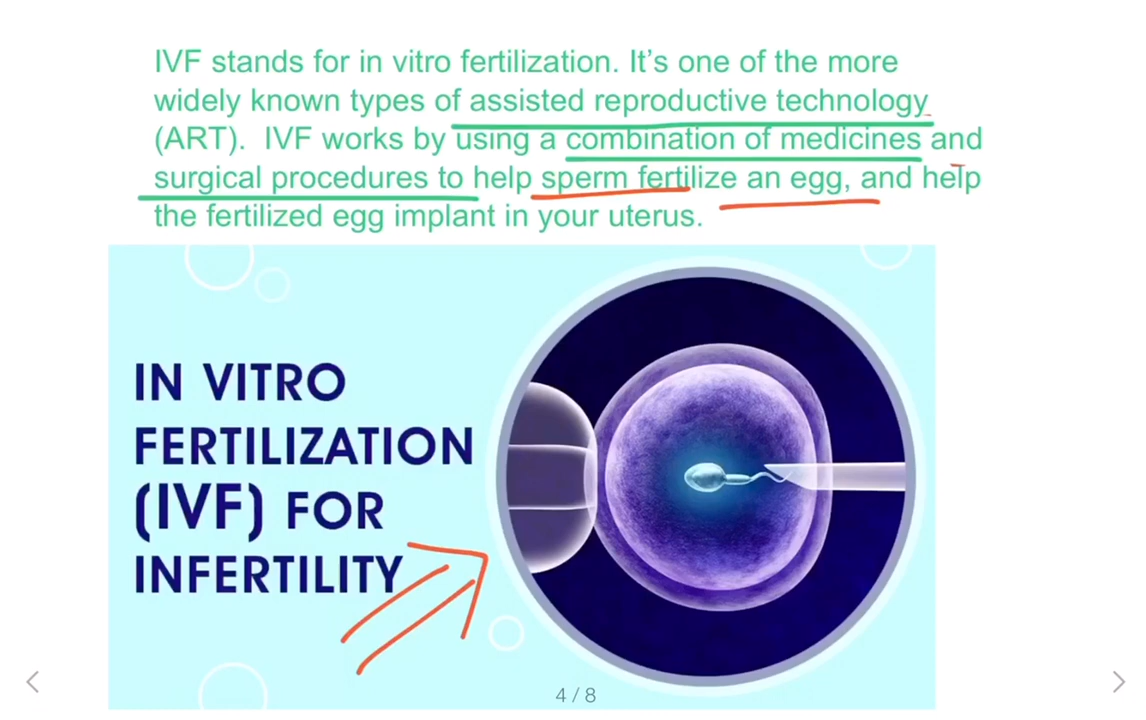 IVF stands for in vitro fertilization. It's one of the more
widely known types of assisted reproductive technology
(ART). IVF works by using a combination of medicines and
surgical procedures to help sperm fertilize an egg, and help
the fertilized egg implant in your uterus.
IN VITRO
FERTILIZATION
(IVF) FOR
INFERTILITY
4 / 8